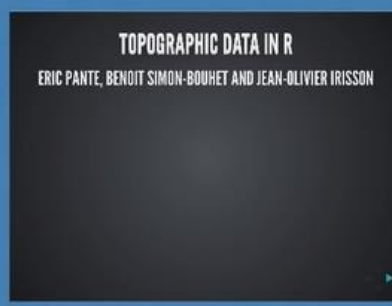 TOPOGRAPHIC DATA IN R
ERIC PANTE, BENOIT SIMON-BOUHET AND JEAN-OLIVIER IRISSON